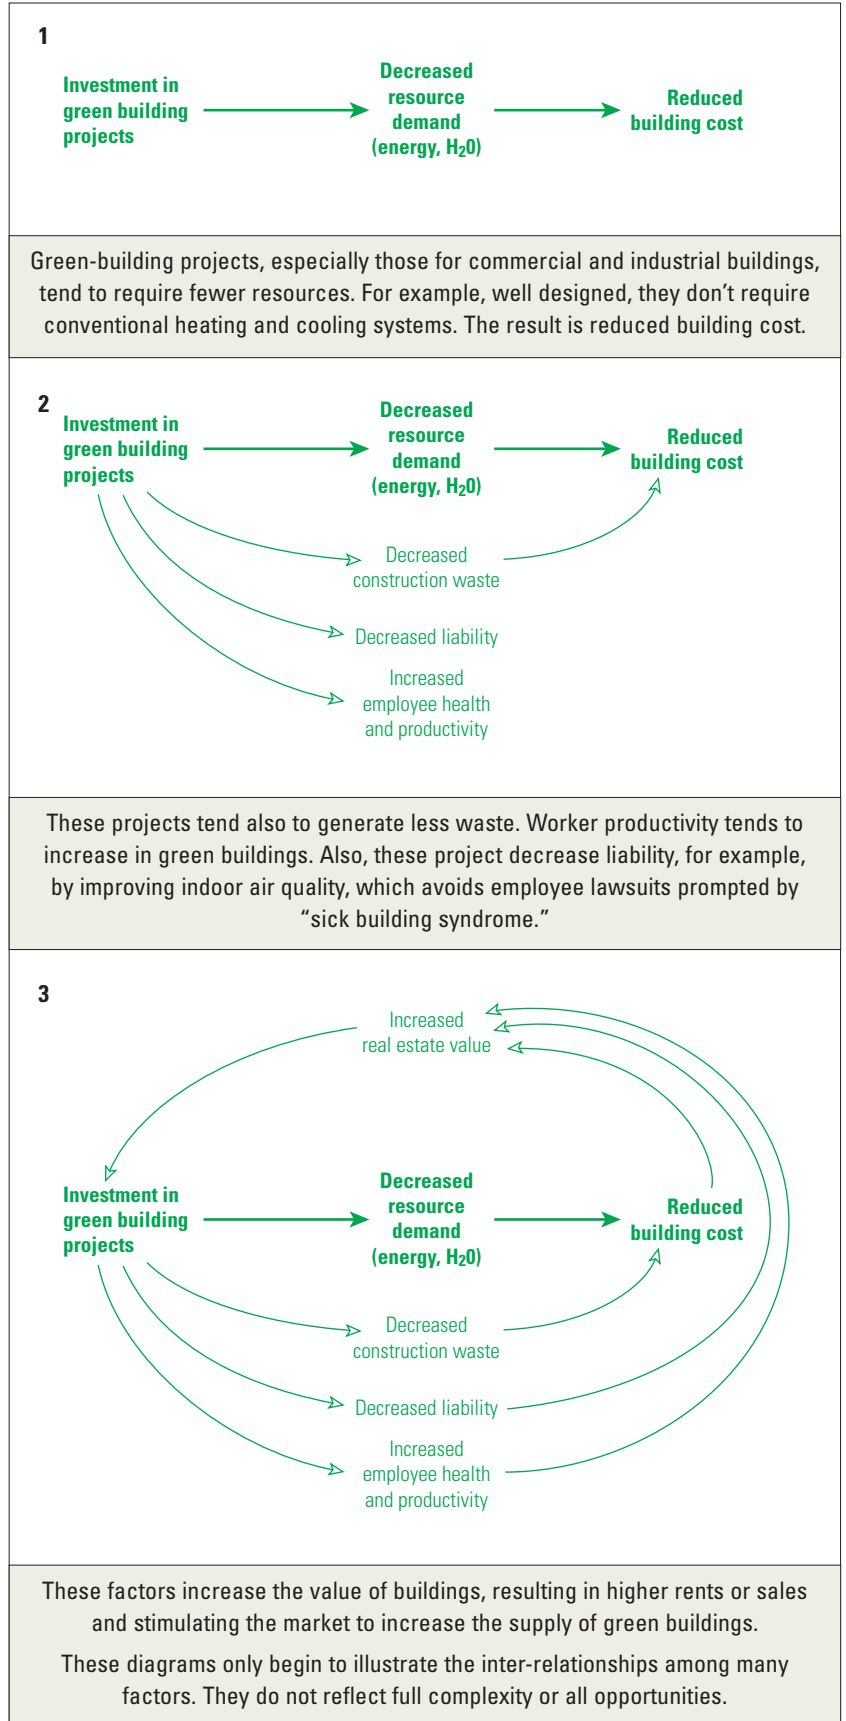 1
Investment in
green building
projects
Decreased
resource
demand
(energy, H20)
Reduced
building cost
Green-building projects, especially those for commercial and industrial buildings,
tend to require fewer resources. For example, well designed, they don’t require
conventional heating and cooling systems. The result is reduced building cost.
2
Investment in
green building
projects
Decreased
resource
demand
(energy, H20)
Reduced
building cost
Decreased
construction waste
Decreased liability
Increased
employee health
and productivity
These projects tend also to generate less waste. Worker productivity tends to
increase in green buildings. Also, these project decrease liability, for example,
by improving indoor air quality, which avoids employee lawsuits prompted by
“sick building syndrome.”
3
Increased
real estate value
Investment in
green building
projects
Decreased
resource
demand
(energy, H20)
Reduced
building cost
Decreased
construction waste
Decreased liability
Increased
employee health
and productivity
These factors increase the value of buildings, resulting in higher rents or sales
and stimulating the market to increase the supply of green buildings.
These diagrams only begin to illustrate the inter-relationships among many
factors. They do not reflect full complexity or all opportunities.